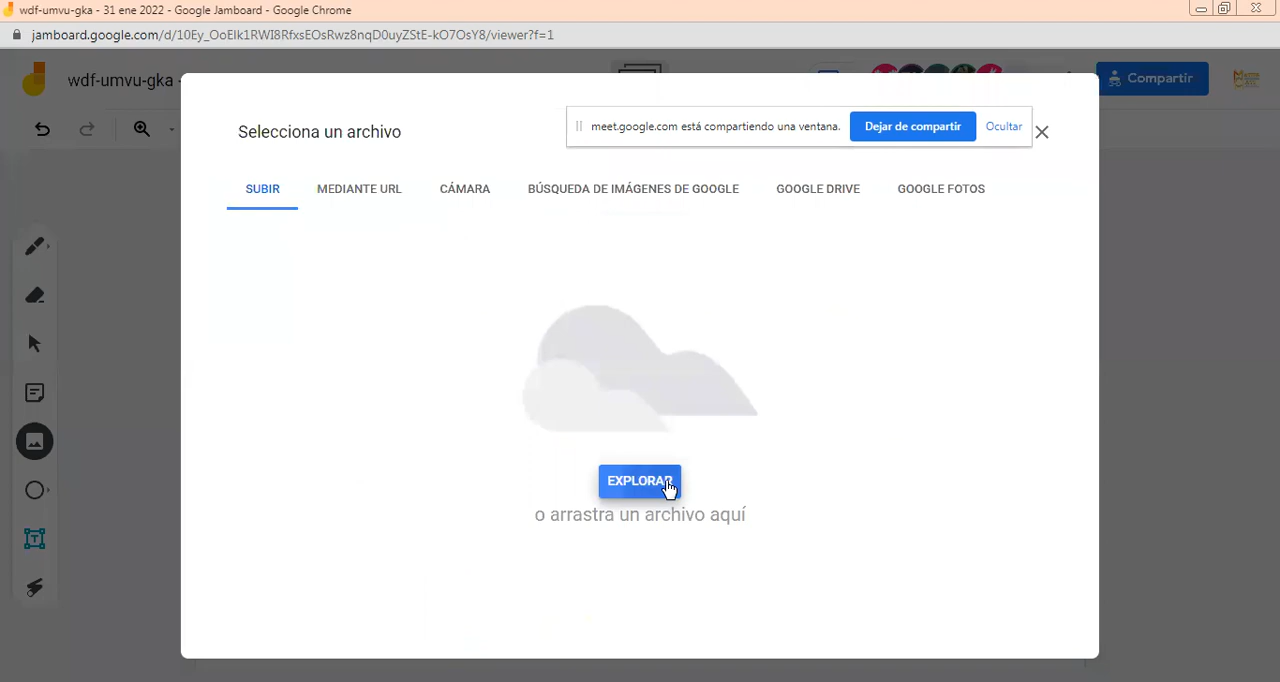 wdf-umvu-gka - 31 ene 2022 - Google Jamboard - Google Chrome
jamboard.google.com/d/10Ey_OoElk1RWI8RfxsEOsRwz8nqD0uyZStE-kO7OsY8/viewer?f=1
wdf-umvu-gka -
Compartir
Selecciona un archivo
meet.google.com está compartiendo una ventana.
Dejar de compartir
Ocultar
SUBIR
MEDIANTE URL
CÁMARA
BÚSQUEDA DE IMÁGENES DE GOOGLE
GOOGLE DRIVE
GOOGLE FOTOS
EXPLORAR
o arrastra un archivo aquí
T